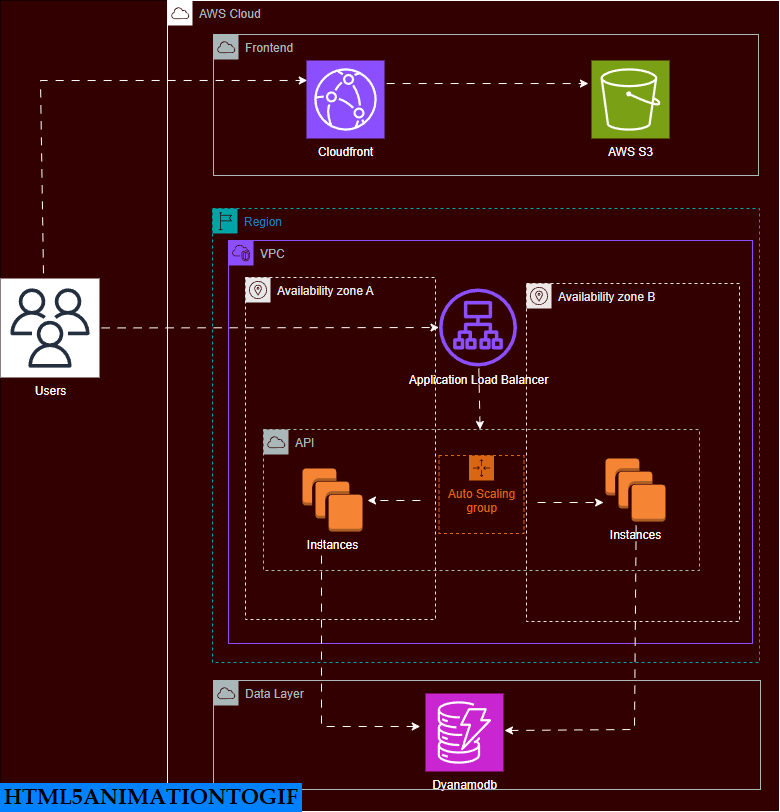 AWS Cloud
Frontend
Cloudfront
AWS S3
Region
VPC
Availability zone A
Availability zone B
Users
Application Load Balancer
API
Auto Scaling
group
Instances
Instances
Data Layer
Dyanamodb
HTML5ANIMATIONTOGIF